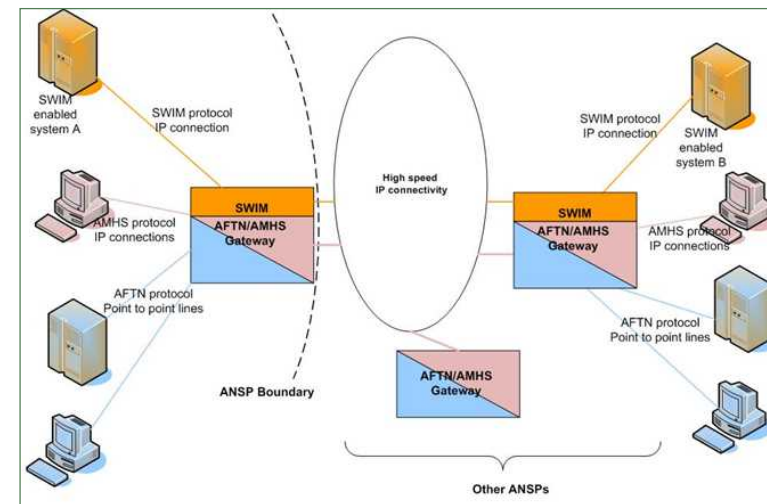 SWIM
enabled
system A
SWIM protocol
IP connection
AMHS protocol
IP connections
AFTN protocol
Point to point lines
SWIM
AFTN/AMHS
Gateway
ANSP Boundary
High speed
IP connectivity
AFTN/AMHS
Gateway
Other ANSPs
SWIM protocol
IP connection
SWIM
enabled
system B
SWIM
AFTN/AMHS
Gateway
AMHS protocol
IP connections
AFTN protocol
Point to point lines